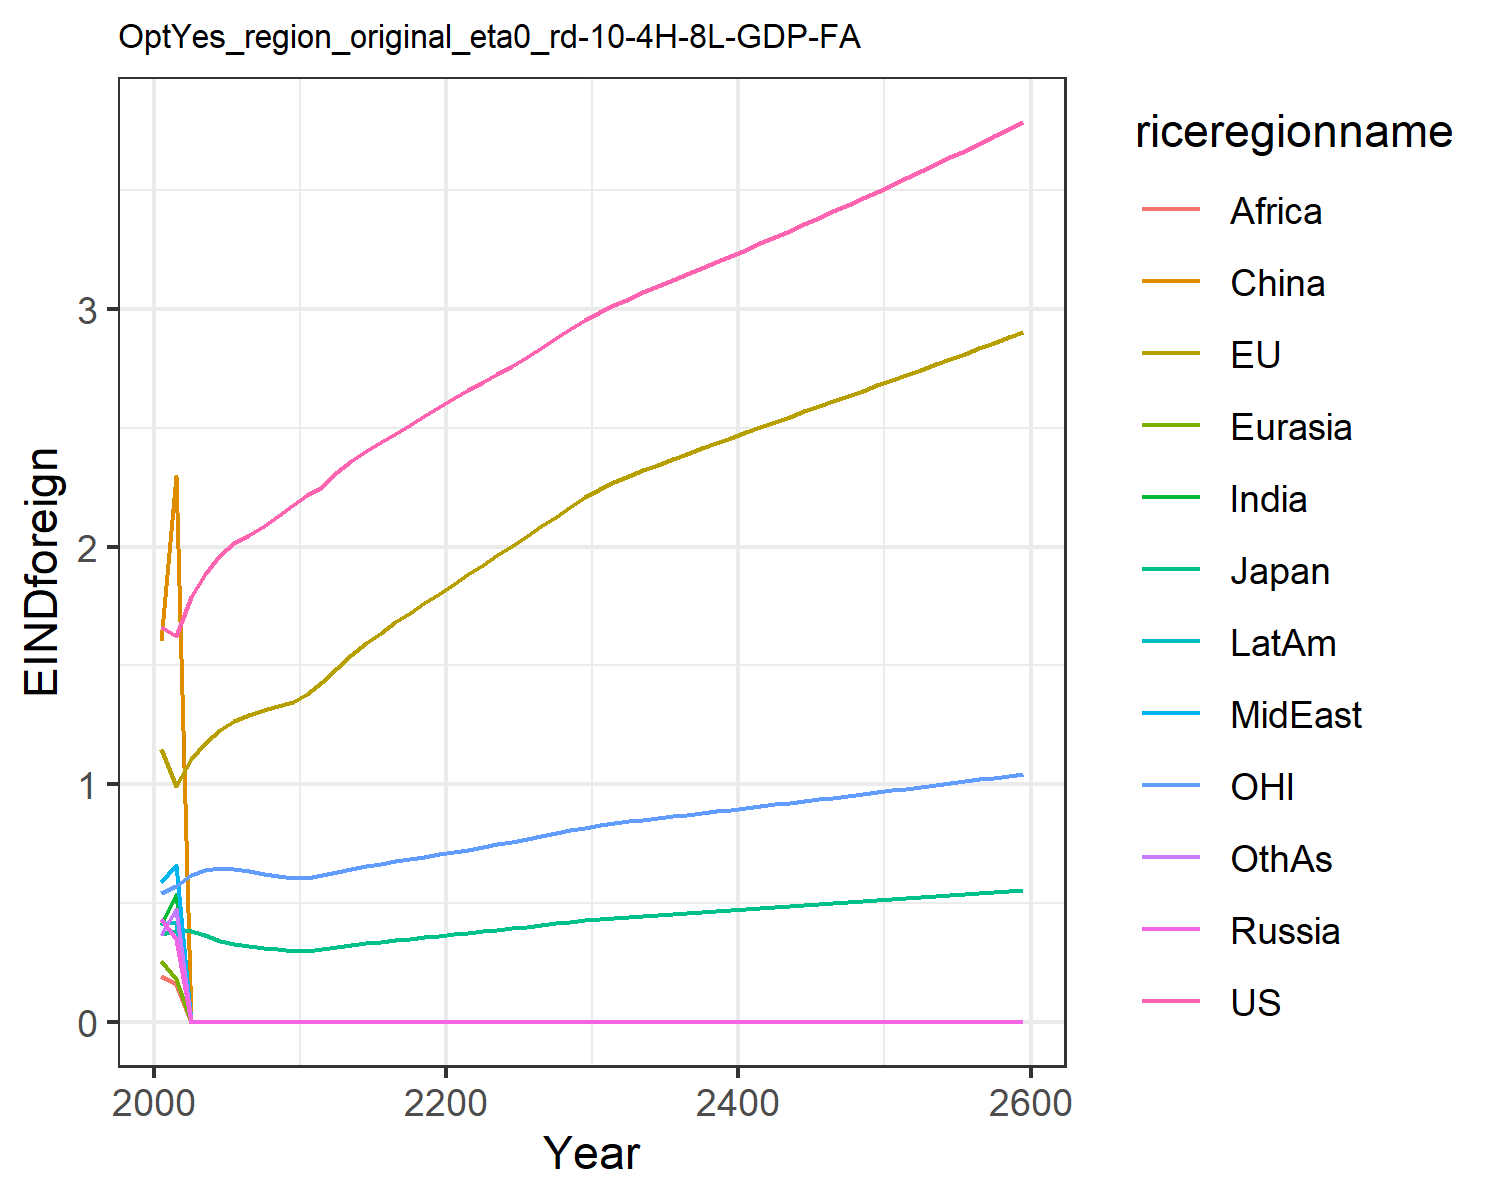 OptYes_region_original_eta0_rd-10-4H-8L-GDP-FA
EINDforeign
3
2
1
0
2000
2200
2400
2600
Year
riceregionname
Africa
China
EU
Eurasia
India
Japan
LatAm
MidEast
OHI
OthAs
Russia
US